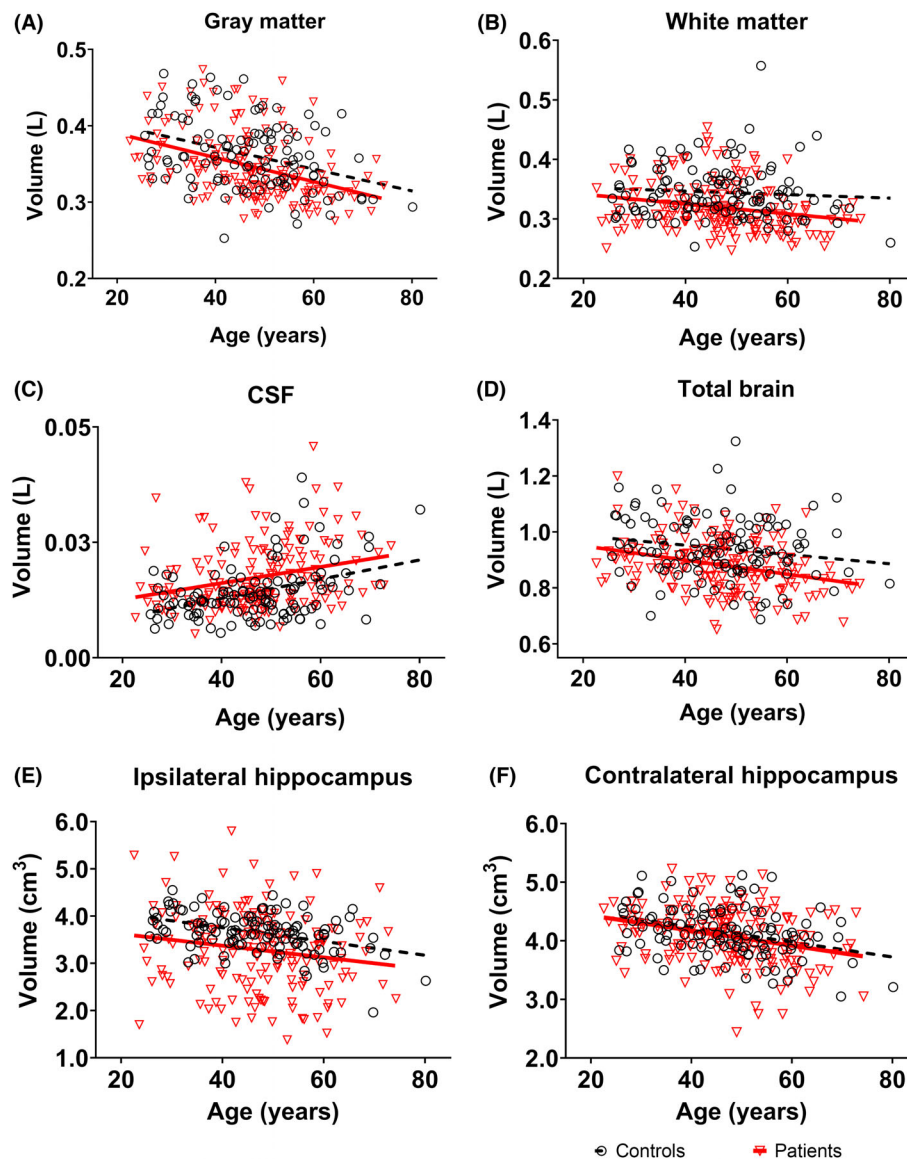 (A) Gray matter
0.5
0.4
0.3
0.2
Volume (L)
20 40 60 80
Age (years)
(B) White matter
0.6
0.5
0.4
0.3
0.2
Volume (L)
20 40 60 80
Age (years)
(C) CSF
0.05
0.03
0.00
Volume (L)
20 40 60 80
Age (years)
(D) Total brain
1.4
1.2
1.0
0.8
0.6
Volume (L)
20 40 60 80
Age (years)
(E) Ipsilateral hippocampus
6.0
5.0
4.0
3.0
2.0
1.0
Volume (cm³)
20 40 60 80
Age (years)
(F) Contralateral hippocampus
6.0
5.0
4.0
3.0
2.0
Volume (cm³)
20 40 60 80
Age (years)
Controls Patients